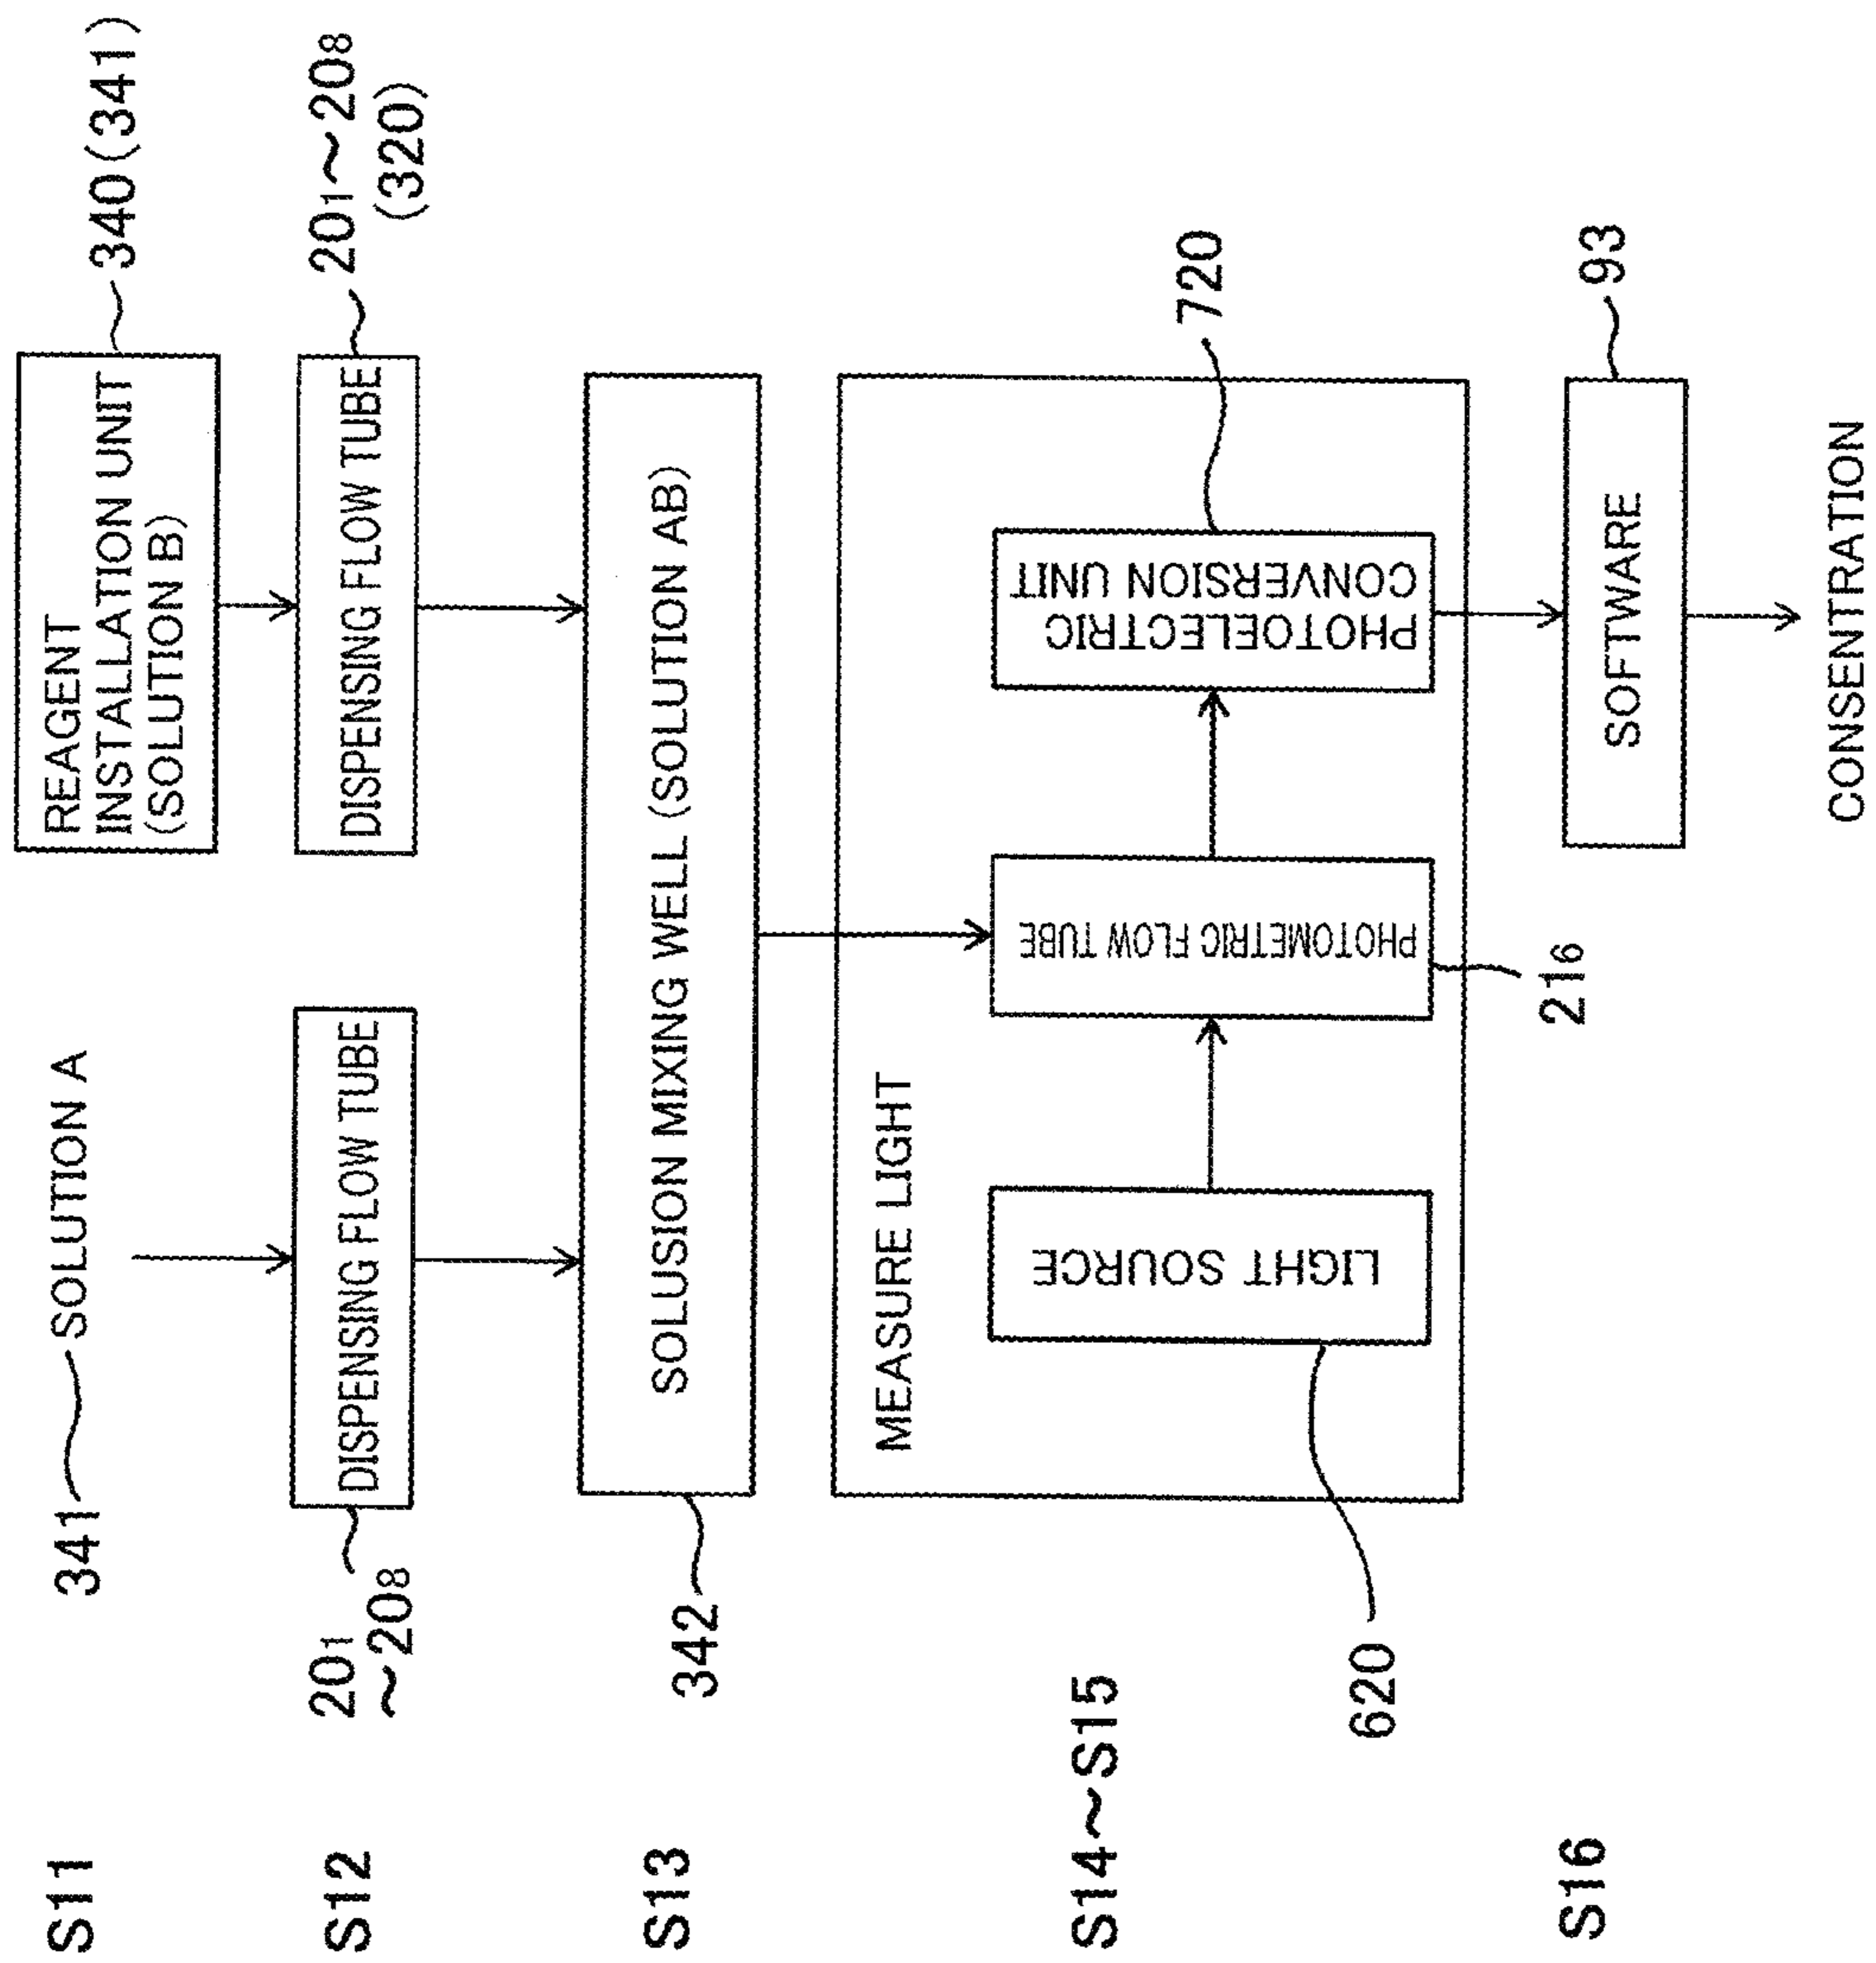 S11
341
SOLUTION A
REAGENT
INSTALLATION UNIT
(SOLUTION B)
340(341)
S12
20₁
～20₈
DISPENSING FLOW TUBE
DISPENSING FLOW TUBE
20₁～20₈
(320)
S13
342
SOLUSION MIXING WELL (SOLUTION AB)
S14～S15
MEASURE LIGHT
620
LIGHT SOURCE
PHOTOMETRIC FLOW TUBE
21₆
PHOTOELECTRIC
CONVERSION UNIT
720
S16
SOFTWARE
93
CONSENTRATION